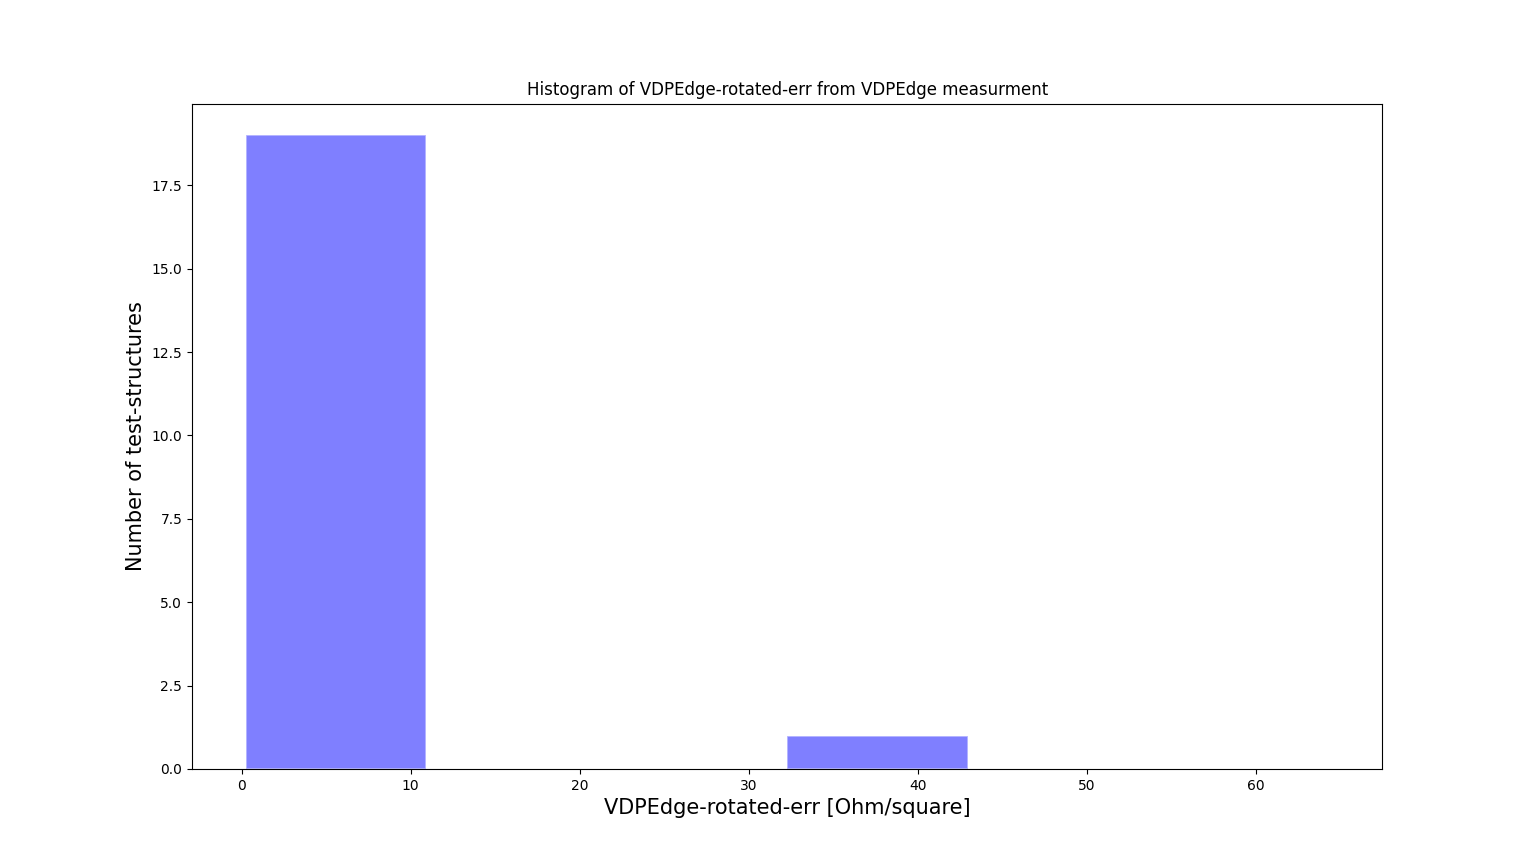 Histogram of VDPEdge-rotated-err from VDPEdge measurment
Number of test-structures
17.5
15.0
12.5
10.0
7.5
5.0
2.5
0.0
0 10 20 30 40 50 60
VDPEdge-rotated-err [Ohm/square]